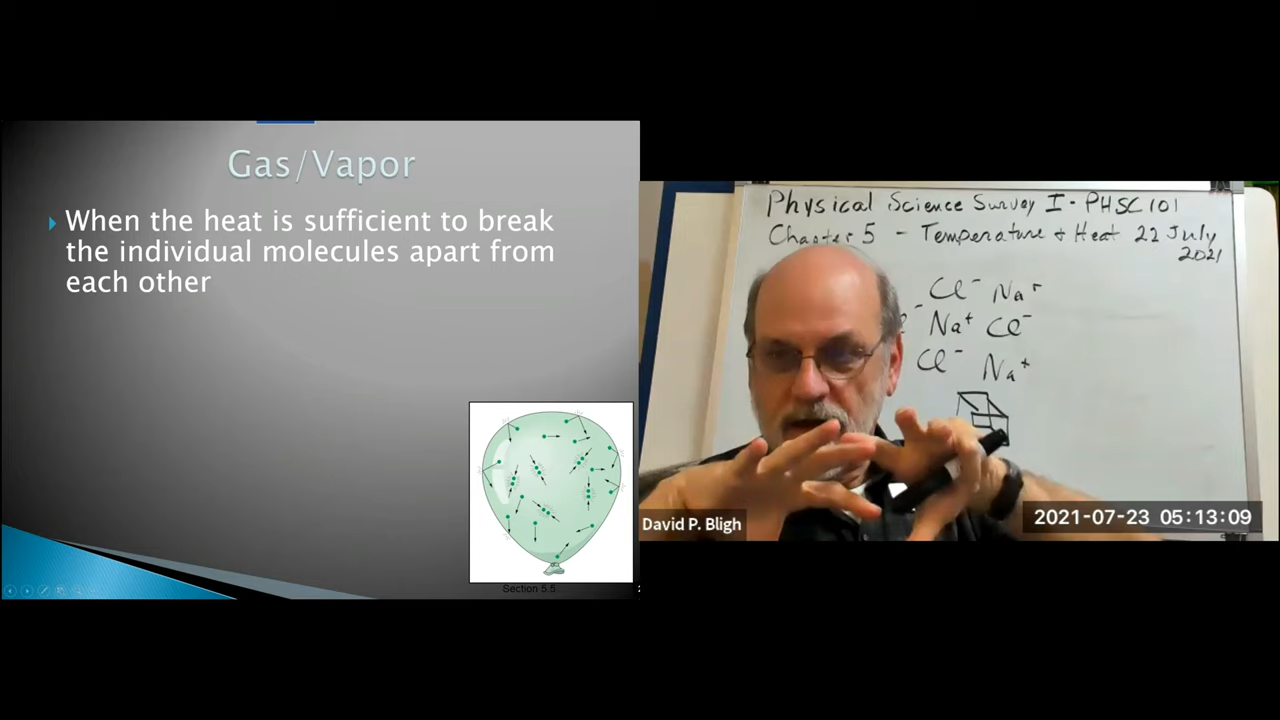 Gas/Vapor
When the heat is sufficient to break
the individual molecules apart from
each other
Section 5.5
Physical Science Survey I - PHSC 101
Chapter 5 - Temperature & Heat 22 July
2021
Cl⁻ Na⁺
Na⁺ Cl⁻
Cl⁻ Na⁺
David P. Bligh
2021-07-23 05:13:09